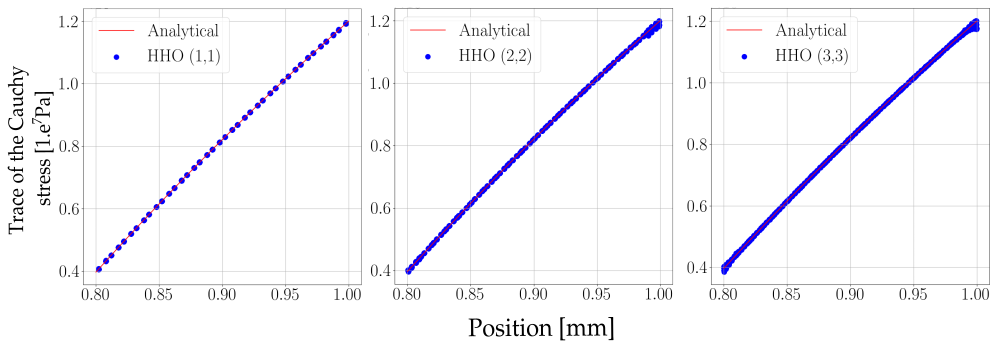 Trace of the Cauchy
stress [1.e⁷Pa]
1.2
1.0
0.8
0.6
0.4
Analytical
HHO (1,1)
0.80 0.85 0.90 0.95 1.00
1.2
1.0
0.8
0.6
0.4
Analytical
HHO (2,2)
0.80 0.85 0.90 0.95 1.00
1.2
1.0
0.8
0.6
0.4
Analytical
HHO (3,3)
0.80 0.85 0.90 0.95 1.00
Position [mm]